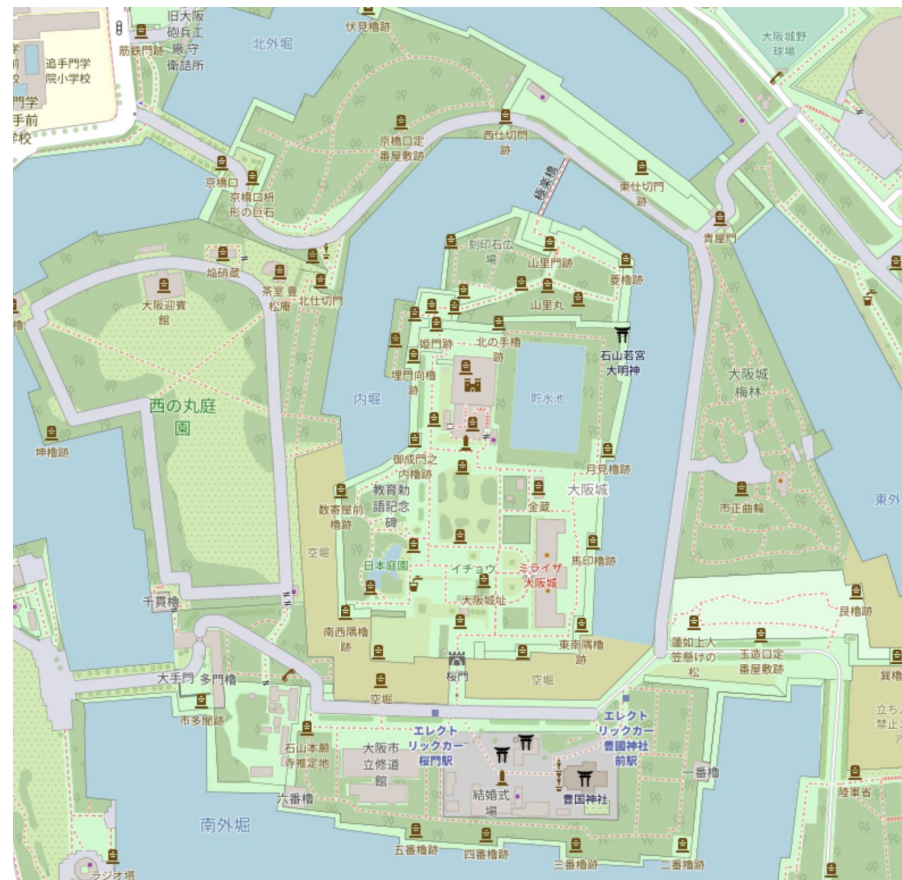 旧大阪
砲兵工
廠 守
衛詰所
筋鉄門跡
伏見櫓跡
北外堀
大阪城野
球場
追手門学
院小学校
門学
手前
学校
京橋口定
番屋敷跡
西仕切門
跡
京橋口
京橋口枡
形の巨石
極楽橋
東仕切門
跡
青屋門
焔硝蔵
大阪迎賓
館
茶室 豊
松庵
北仕切門
刻印石広
場
山里門跡
菱櫓跡
山里丸
姫門跡
北の手櫓
跡
石山若宮
大明神
埋門向櫓
跡
内堀
貯水池
大阪城
梅林
西の丸庭
園
坤櫓跡
御成門之
内櫓跡
月見櫓跡
大阪城
数寄屋前
櫓跡
教育勅
語記念
碑
金蔵
市正曲輪
東外
空堀
馬印櫓跡
日本庭園
イチョウ
ミライザ
大阪城
千貫櫓
大阪城址
艮櫓跡
南西隅櫓
跡
東南隅櫓
跡
蓮如上人
笠懸けの
松
玉造口定
番屋敷跡
巽櫓
大手門
多門櫓
桜門
空堀
空堀
市多聞跡
立ち
禁止
ア
エレクト
リックカー
桜門駅
エレクト
リックカー
豊國神社
前駅
石山本願
寺推定地
大阪市
立修道
館
一番櫓
陸軍省
六番櫓
結婚式
場
豊国神社
南外堀
五番櫓跡
四番櫓跡
三番櫓跡
二番櫓跡
ラジオ塔